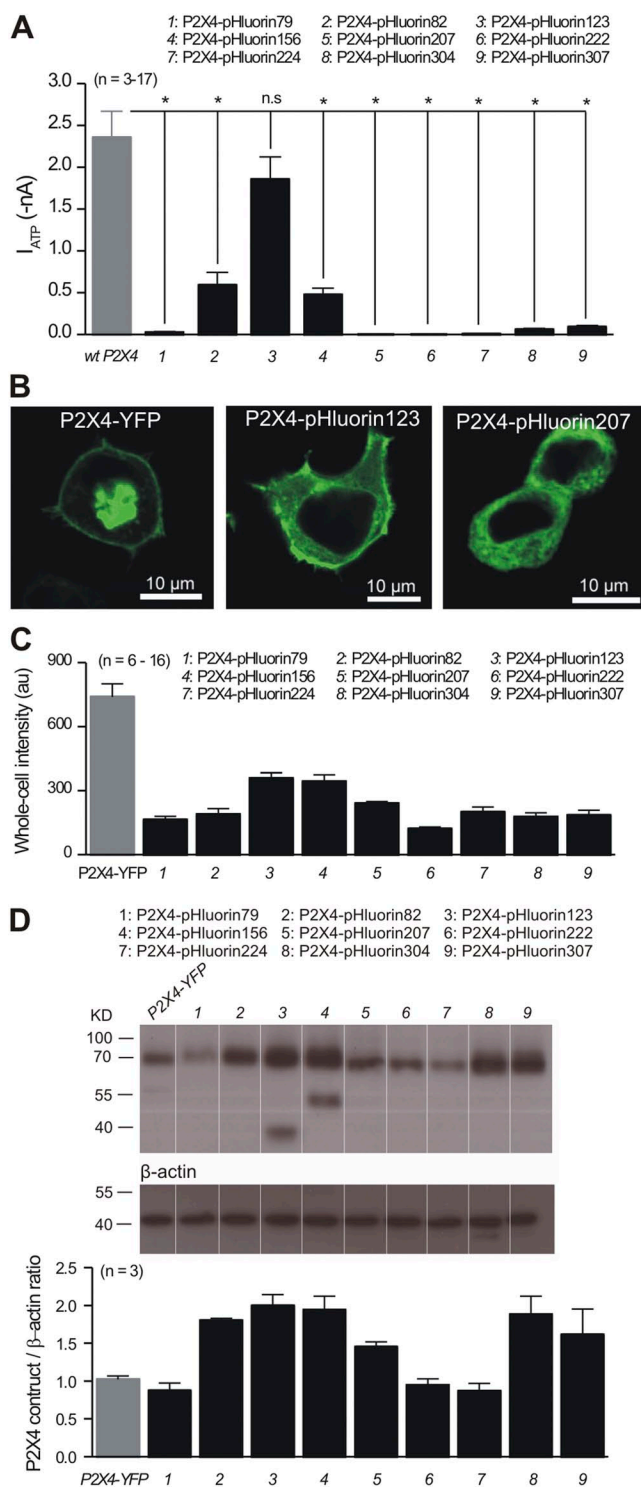 A
1: P2X4-pHluorin79 2: P2X4-pHluorin82 3: P2X4-pHluorin123
4: P2X4-pHluorin156 5: P2X4-pHluorin207 6: P2X4-pHluorin222
7: P2X4-pHluorin224 8: P2X4-pHluorin304 9: P2X4-pHluorin307
(n = 3-17)
* * n.s * * * * * *
3.0
2.5
2.0
1.5
1.0
0.5
0.0
IATP (-nA)
wt P2X4 1 2 3 4 5 6 7 8 9
B
P2X4-YFP P2X4-pHluorin123 P2X4-pHluorin207
10 µm 10 µm 10 µm
C
(n = 6 - 16)
1: P2X4-pHluorin79 2: P2X4-pHluorin82 3: P2X4-pHluorin123
4: P2X4-pHluorin156 5: P2X4-pHluorin207 6: P2X4-pHluorin222
7: P2X4-pHluorin224 8: P2X4-pHluorin304 9: P2X4-pHluorin307
900
600
300
0
Whole-cell intensity (au)
P2X4-YFP 1 2 3 4 5 6 7 8 9
D
1: P2X4-pHluorin79 2: P2X4-pHluorin82 3: P2X4-pHluorin123
4: P2X4-pHluorin156 5: P2X4-pHluorin207 6: P2X4-pHluorin222
7: P2X4-pHluorin224 8: P2X4-pHluorin304 9: P2X4-pHluorin307
KD P2X4-YFP 1 2 3 4 5 6 7 8 9
100
70
55
40
β-actin
55
40
(n = 3)
2.5
2.0
1.5
1.0
0.5
0.0
P2X4 contruct / β-actin ratio
P2X4-YFP 1 2 3 4 5 6 7 8 9